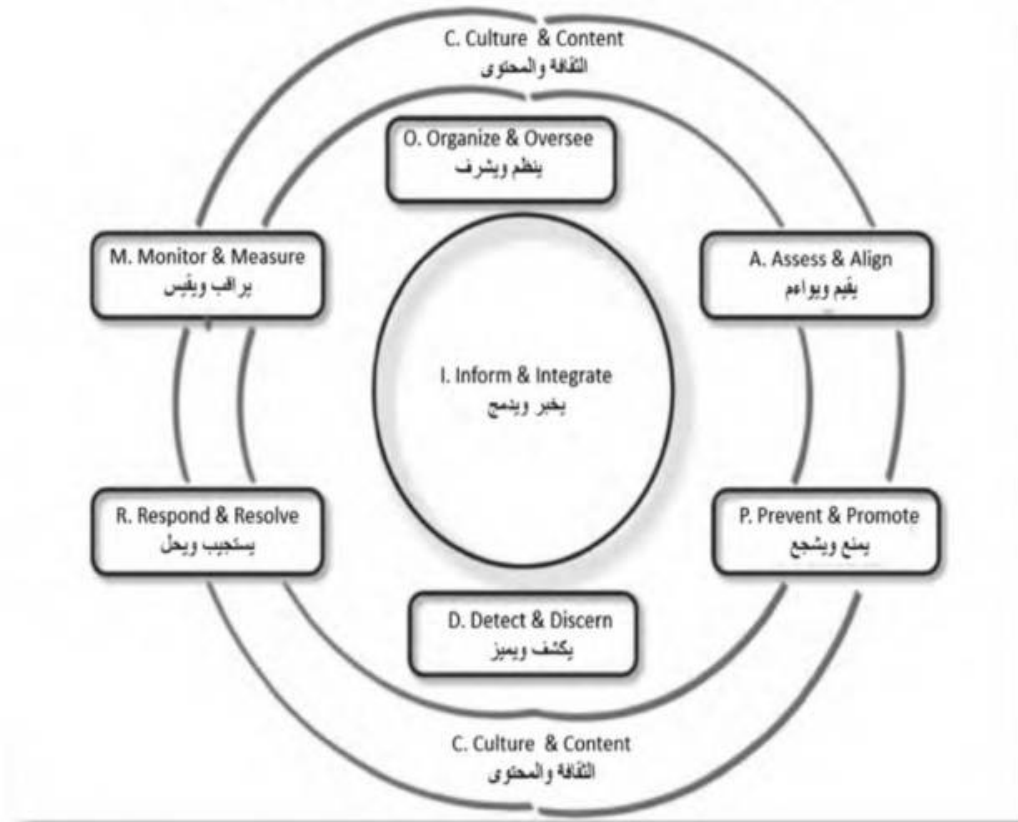 C. Culture & Content
الثقافة والمحتوى
O. Organize & Oversee
ينظم ويشرف
M. Monitor & Measure
يراقب ويقيس
A. Assess & Align
يقيم ويواءم
I. Inform & Integrate
يخبر ويدمج
R. Respond & Resolve
يستجيب ويحل
P. Prevent & Promote
يمنع ويشجع
D. Detect & Discern
يكشف ويميز
C. Culture & Content
الثقافة والمحتوى